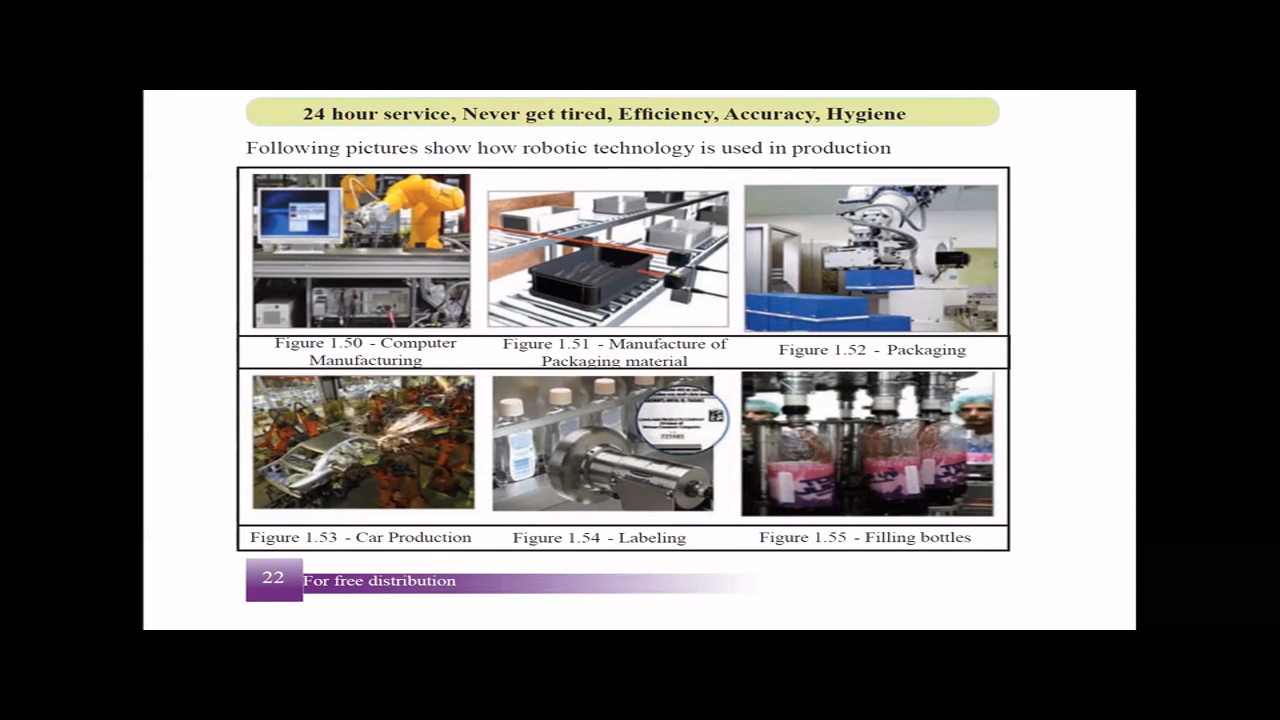 24 hour service, Never get tired, Efficiency, Accuracy, Hygiene
Following pictures show how robotic technology is used in production
Figure 1.50 - Computer
Manufacturing
Figure 1.51 - Manufacture of
Packaging material
Figure 1.52 - Packaging
Figure 1.53 - Car Production
Figure 1.54 - Labeling
Figure 1.55 - Filling bottles
22
For free distribution